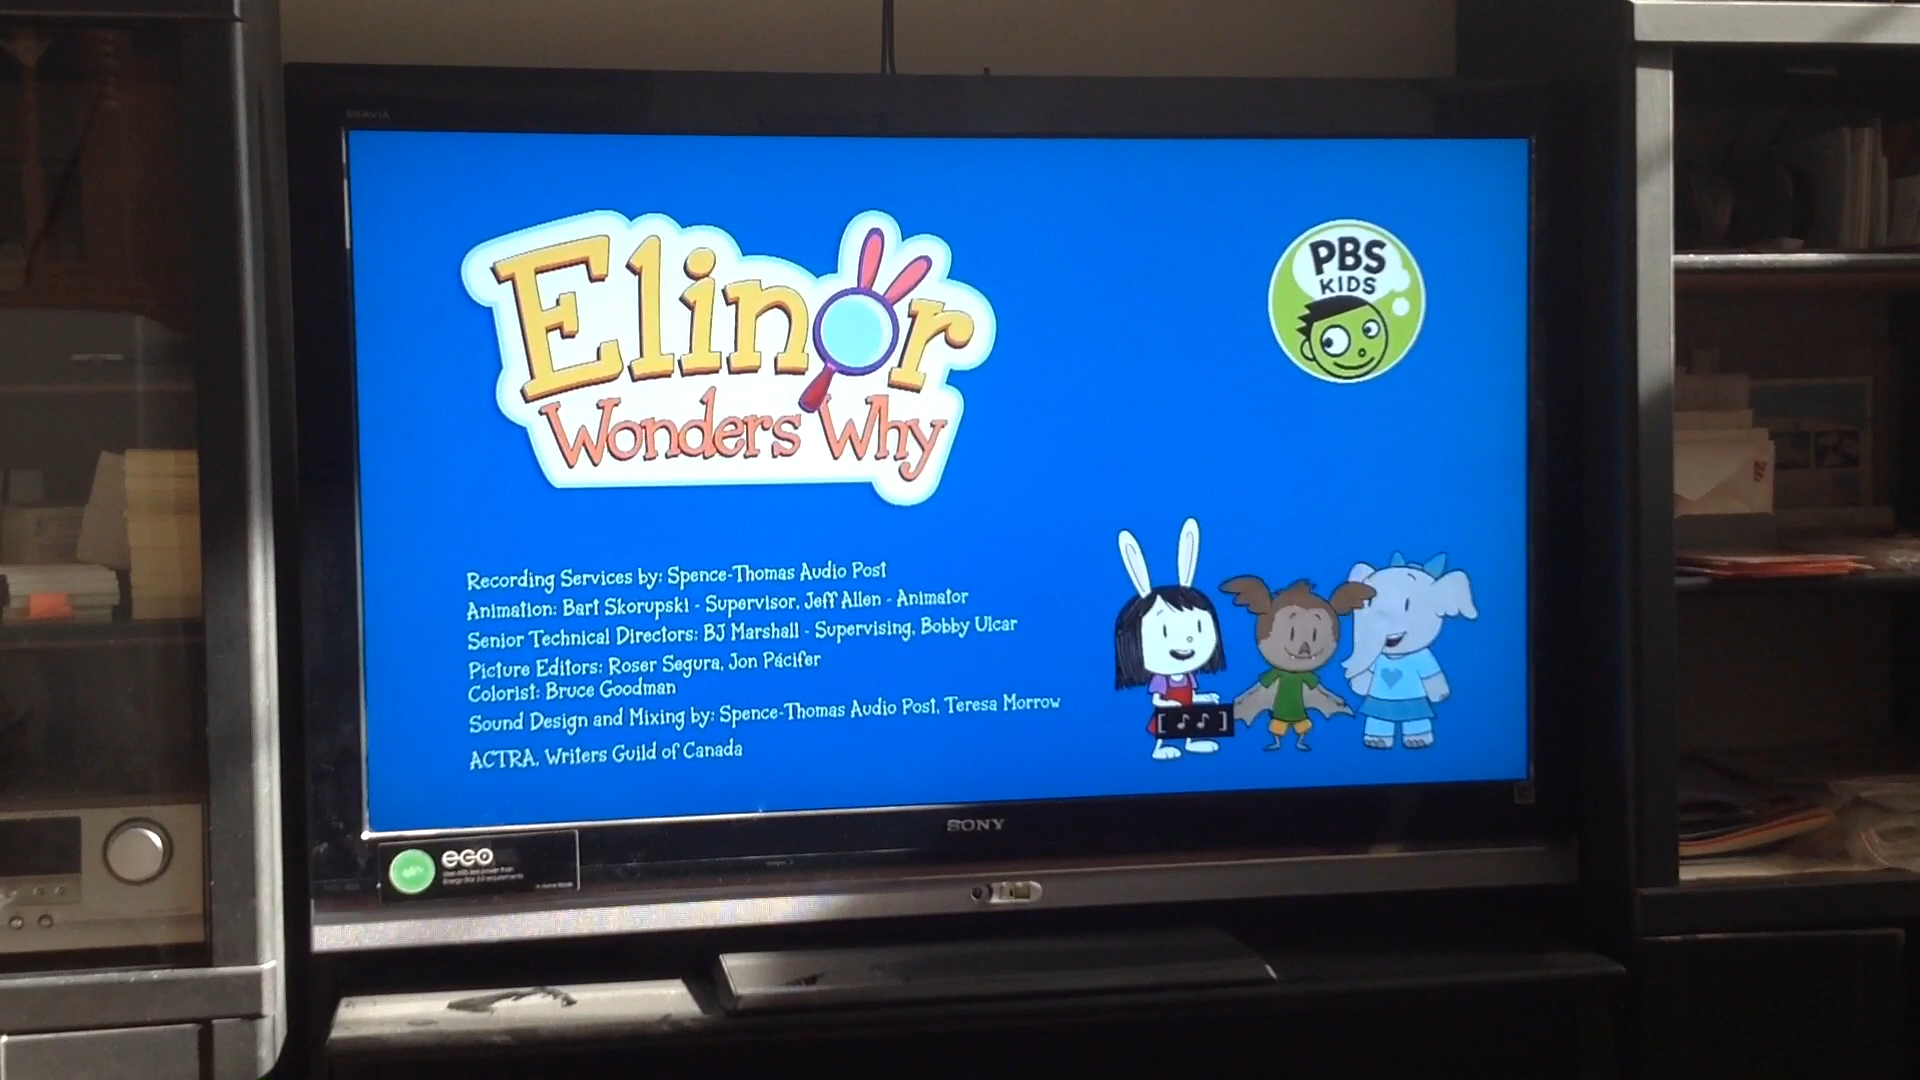 BRAVIA
Elinor
Wonders Why
PBS
KIDS
Recording Services by: Spence-Thomas Audio Post
Animation: Bart Skorupski - Supervisor, Jeff Allen - Animator
Senior Technical Directors: BJ Marshall - Supervising, Bobby Ulcar
Picture Editors: Roser Segura, Jon Pácifer
Colorist: Bruce Goodman
Sound Design and Mixing by: Spence-Thomas Audio Post, Teresa Morrow
ACTRA, Writers Guild of Canada
[ ♪ ♪ ]
SONY
eco